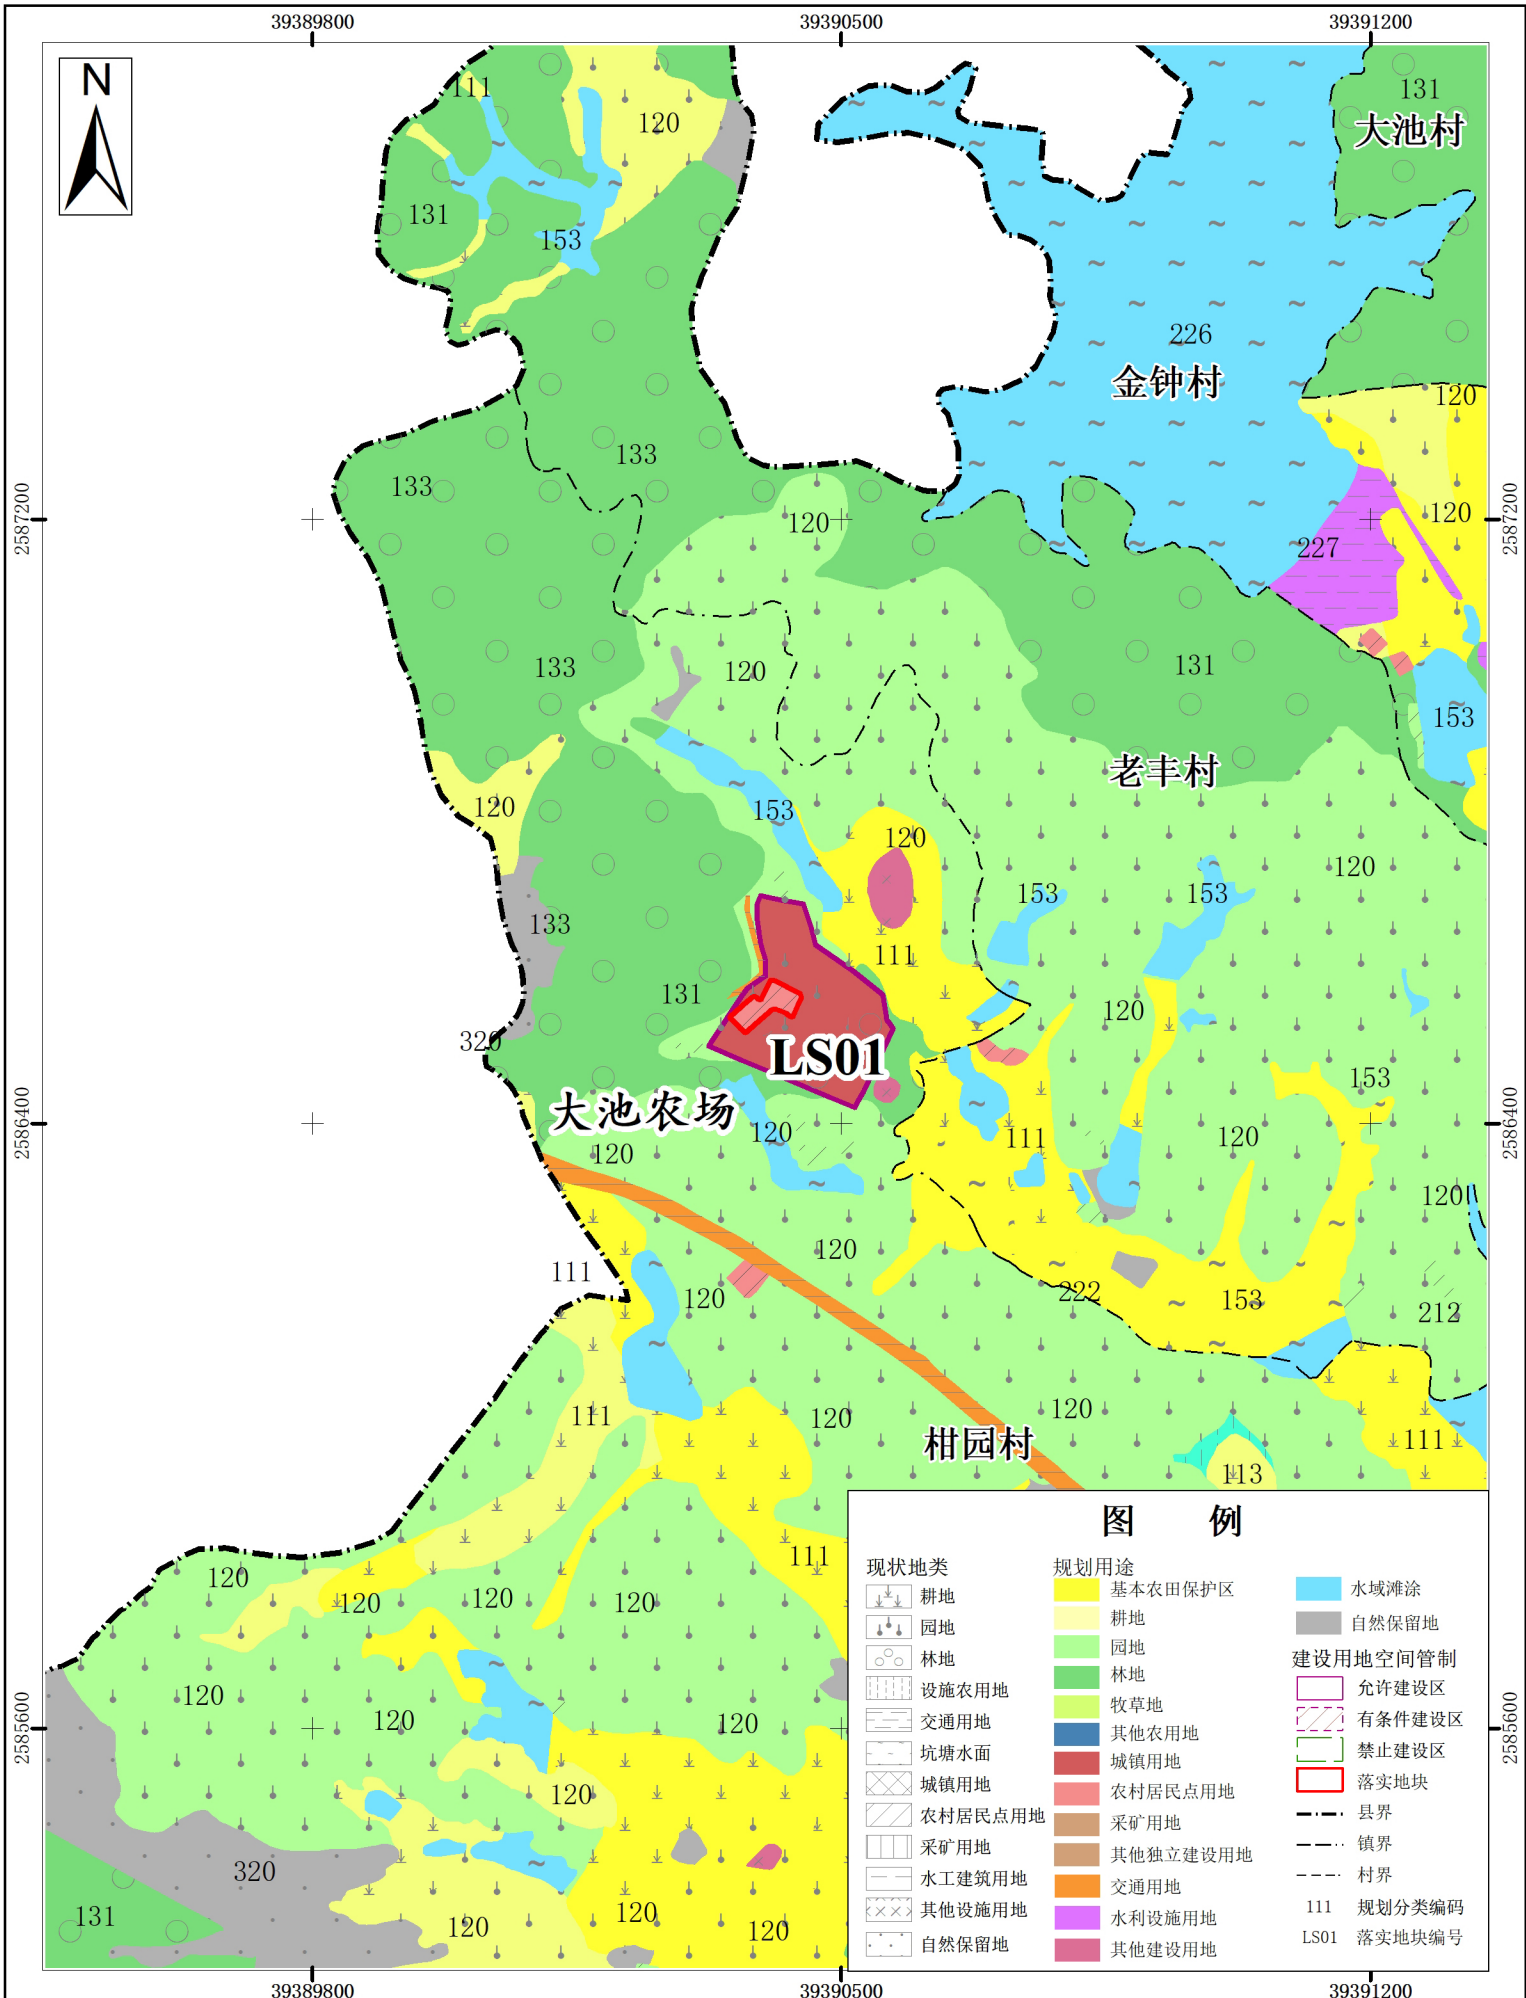 39389800 39390500 39391200
N
111
120
131
大池村
131
153
226
金钟村
120
133
133
2587200
120
120
2587200
227
133
120
131
153
老丰村
120
153
120
120
153
153
133
111
131
120
320
LS01
153
大池农场
120
2586400
120
111
120
2586400
120
120
111
120
222
153
212
111
120
120
柑园村
111
113
111
120
120
120
120
120
120
120
2585600
2585600
120
320
131
120
120
120
图 例
现状地类
耕地
园地
林地
设施农用地
交通用地
坑塘水面
城镇用地
农村居民点用地
采矿用地
水工建筑用地
其他设施用地
自然保留地
规划用途
基本农田保护区
耕地
园地
林地
牧草地
其他农用地
城镇用地
农村居民点用地
采矿用地
其他独立建设用地
交通用地
水利设施用地
其他建设用地
水域滩涂
自然保留地
建设用地空间管制
允许建设区
有条件建设区
禁止建设区
落实地块
县界
镇界
村界
111 规划分类编码
LS01 落实地块编号
39389800 39390500 39391200